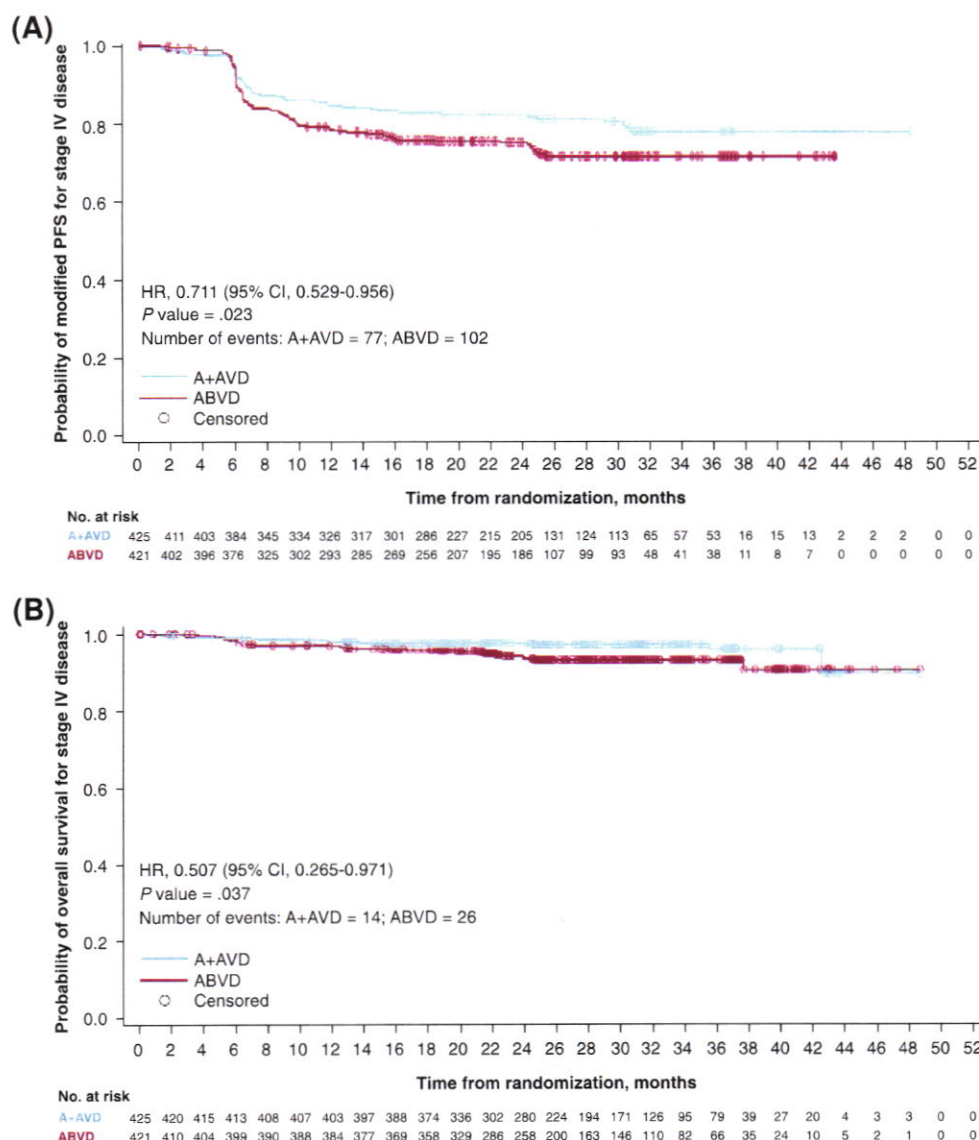 (A)
Probability of modified PFS for stage IV disease
1.0
0.8
0.6
0.4
0.2
0.0
HR, 0.711 (95% CI, 0.529-0.956)
P value = .023
Number of events: A+AVD = 77; ABVD = 102
A+AVD
ABVD
Censored
0 2 4 6 8 10 12 14 16 18 20 22 24 26 28 30 32 34 36 38 40 42 44 46 48 50 52
Time from randomization, months
No. at risk
A+AVD 425 411 403 384 345 334 326 317 301 286 227 215 205 131 124 113 65 57 53 16 15 13 2 2 2 0 0
ABVD 421 402 396 376 325 302 293 285 269 256 207 195 186 107 99 93 48 41 38 11 8 7 0 0 0 0 0
(B)
Probability of overall survival for stage IV disease
1.0
0.8
0.6
0.4
0.2
0.0
HR, 0.507 (95% CI, 0.265-0.971)
P value = .037
Number of events: A+AVD = 14; ABVD = 26
A+AVD
ABVD
Censored
0 2 4 6 8 10 12 14 16 18 20 22 24 26 28 30 32 34 36 38 40 42 44 46 48 50 52
Time from randomization, months
No. at risk
A+AVD 425 420 415 413 408 407 403 397 388 374 336 302 280 224 194 171 126 95 79 39 27 20 4 3 3 0 0
ABVD 421 410 404 399 390 388 384 377 369 358 329 286 258 200 163 146 110 82 66 35 24 10 5 2 1 0 0